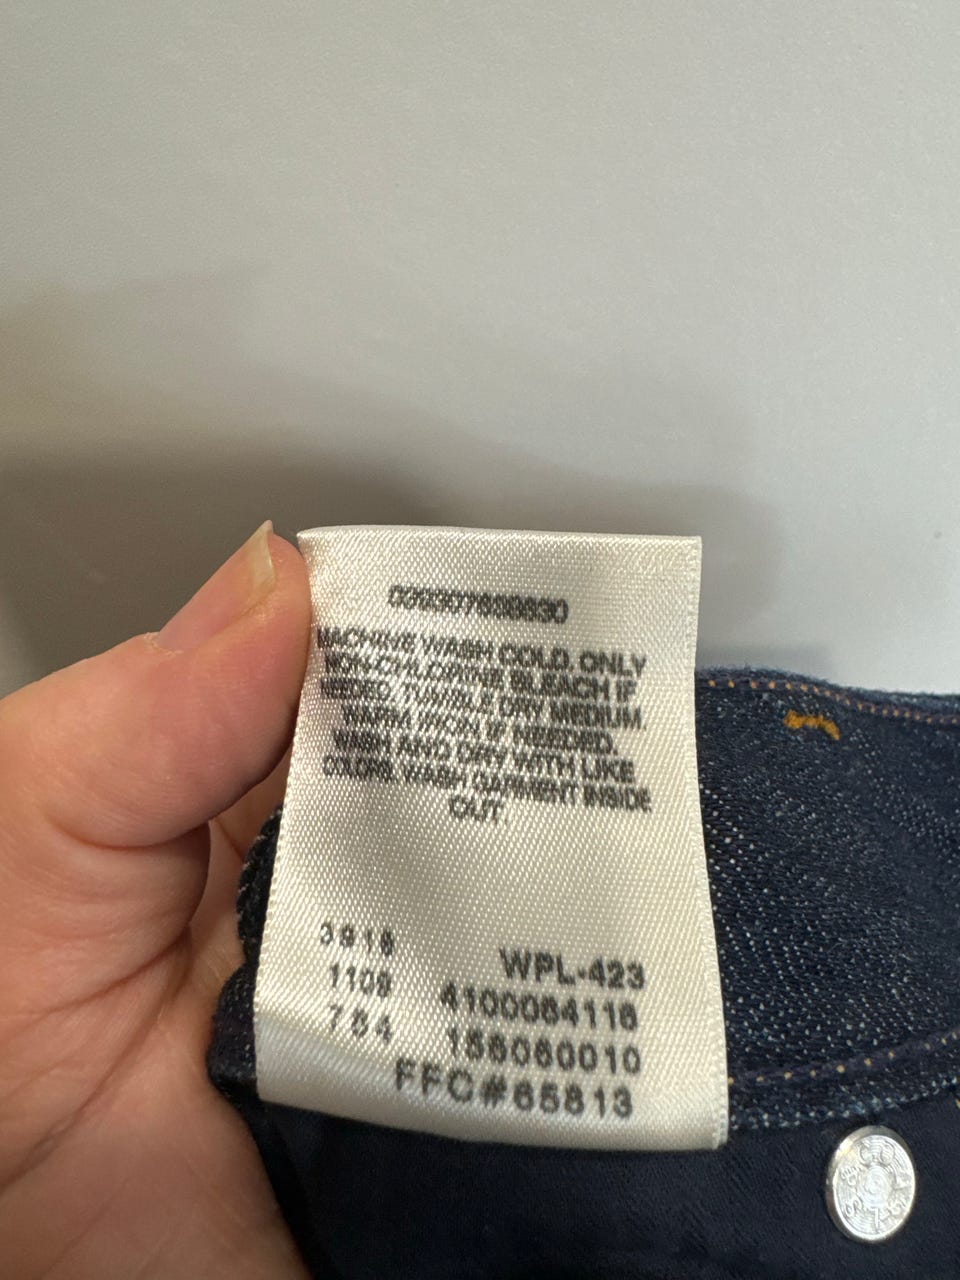 MACHINE WASH COLD. ONLY
NON-CHLORINE BLEACH IF
NEEDED. TUMBLE DRY MEDIUM.
WARM IRON IF NEEDED.
WASH AND DRY WITH LIKE
COLORS. WASH GARMENT INSIDE
OUT.
3918
1109
784
WPL-423
4100064116
156060010
FFC#65813